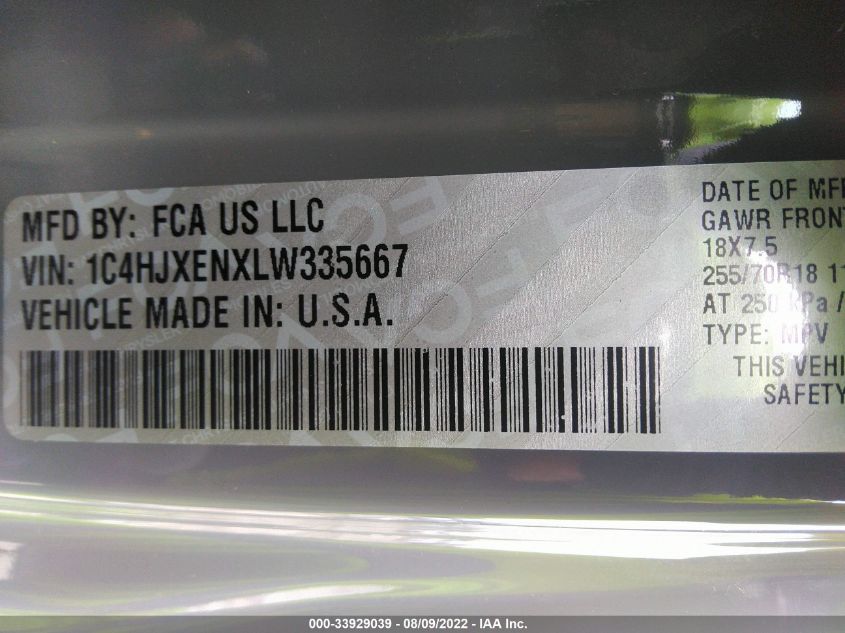 MFD BY: FCA US LLC
VIN: 1C4HJXENXLW335667
VEHICLE MADE IN: U.S.A.
DATE OF MF
GAWR FRONT
18X7.5
255/70R18 11
AT 250 kPa /
TYPE: MPV
THIS VEHI
SAFETY
000-33929039 - 08/09/2022 - IAA Inc.